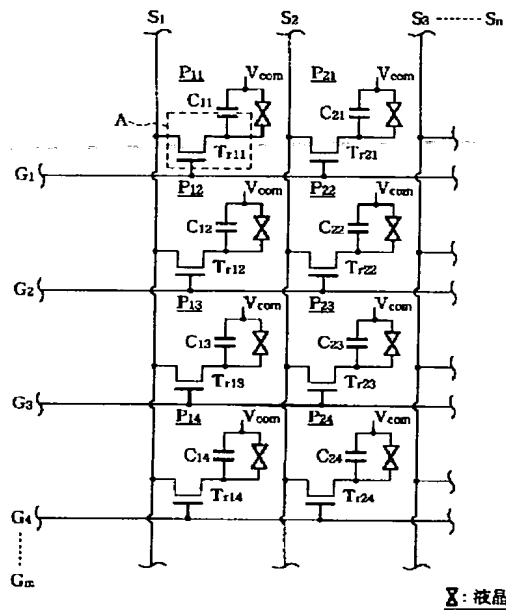 S1 S2 S3 ------ Sn
P11 P21
Vcom Vcom
C11 C21
A
Tr11 Tr21
G1
P12 P22
Vcom Vcom
C12 C22
Tr12 Tr22
G2
P13 P23
Vcom Vcom
C13 C23
Tr13 Tr23
G3
P14 P24
Vcom Vcom
C14 C24
Tr14 Tr24
G4
Gm
: 液晶